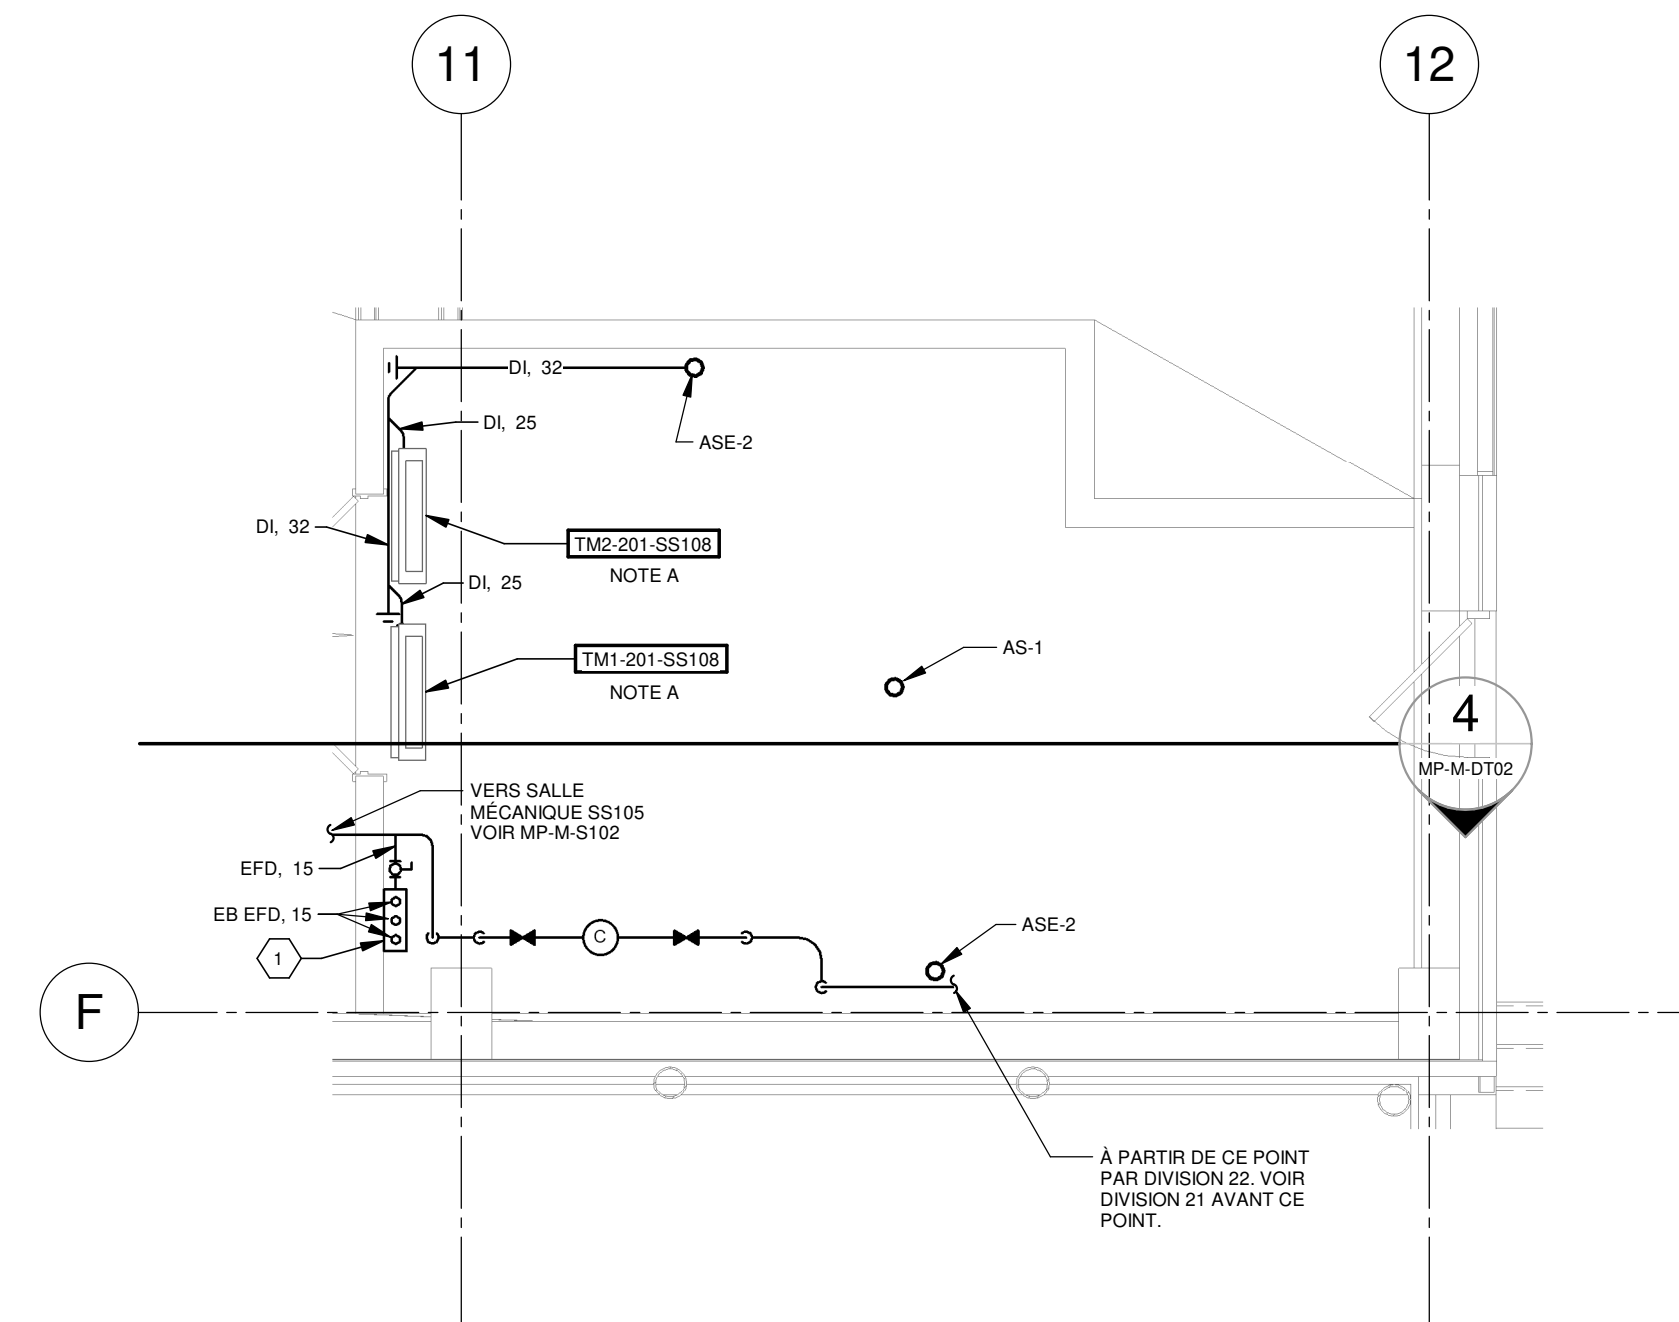 11
12
DI, 32
DI, 25
ASE-2
DI, 32
TM2-201-SS108
NOTE A
DI, 25
TM1-201-SS108
NOTE A
AS-1
4
MP-M-DT02
VERS SALLE
MÉCANIQUE SS105
VOIR MP-M-S102
EFD, 15
EB EFD, 15
1
C
ASE-2
F
À PARTIR DE CE POINT
PAR DIVISION 22. VOIR
DIVISION 21 AVANT CE
POINT.